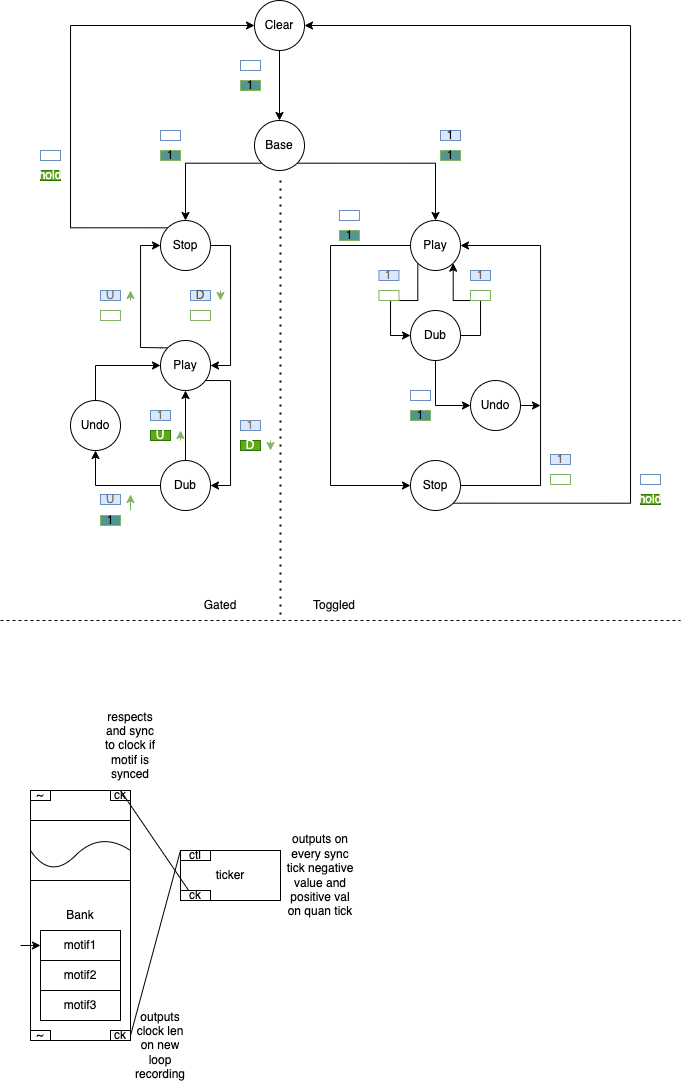 Clear
1
Base
1
1
1
hold
Stop
1
Play
1
1
U
D
Dub
Play
1
Undo
Undo
1
U
1
D
Dub
Stop
1
U
1
hold
Gated
Toggled
respects
and sync
to clock if
motif is
synced
~
ck
ctl
ticker
ck
outputs on
every sync
tick negative
value and
positive val
on quan tick
Bank
motif1
motif2
motif3
~
ck
outputs
clock len
on new
loop
recording